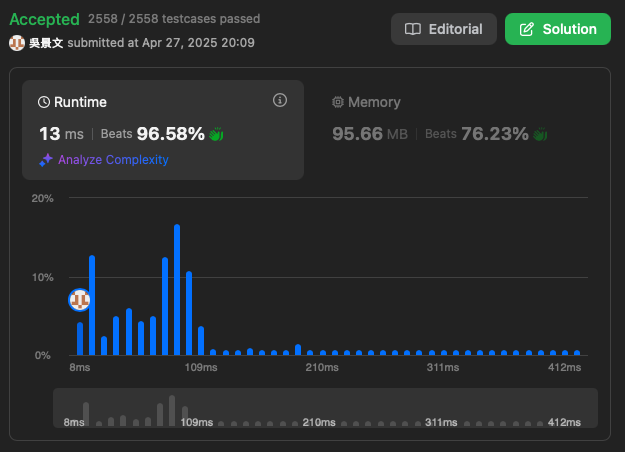 Accepted 2558 / 2558 testcases passed
吳景文 submitted at Apr 27, 2025 20:09
Editorial
Solution
Runtime
13 ms | Beats 96.58%
Analyze Complexity
Memory
95.66 MB | Beats 76.23%
20%
10%
0%
8ms 109ms 210ms 311ms 412ms
8ms 109ms 210ms 311ms 412ms